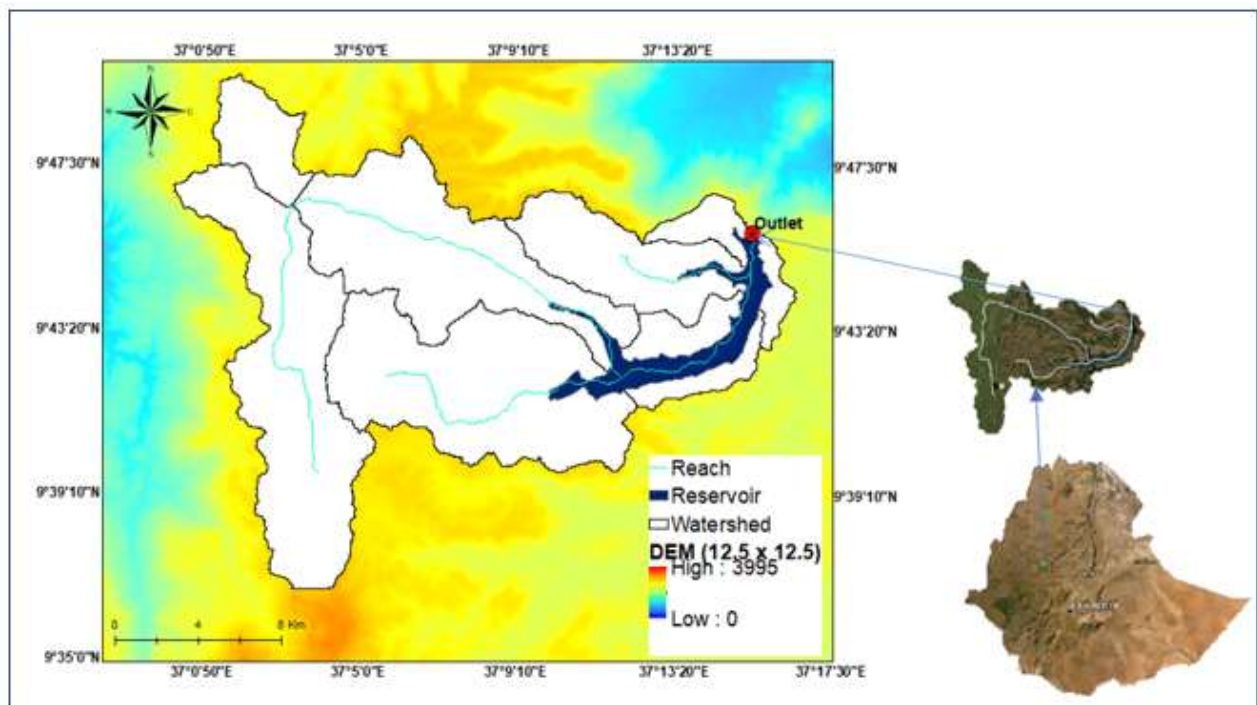 37°0'50"E 37°5'0"E 37°9'10"E 37°13'20"E
N
9°47'30"N 9°47'30"N
Outlet
9°43'20"N 9°43'20"N
9°39'10"N 9°39'10"N
Reach
Reservoir
Watershed
DEM (12.5 x 12.5)
High : 3995
Low : 0
0 4 8 Km
9°35'0"N
37°0'50"E 37°5'0"E 37°9'10"E 37°13'20"E 37°17'30"E